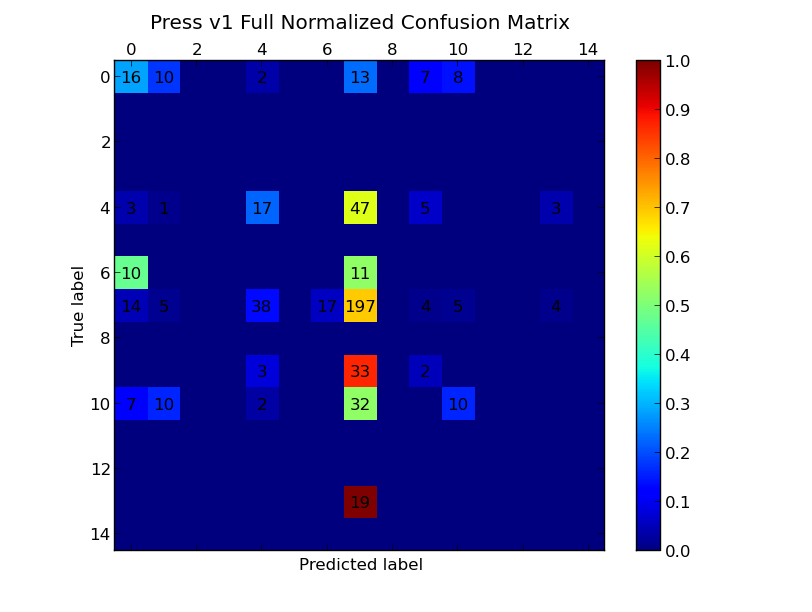 Press v1 Full Normalized Confusion Matrix
0 2 4 6 8 10 12 14
0 16 10 2 13 7 8
2
4 3 1 17 47 5 3
6 10 11
14 5 38 17 197 4 5 4
8
3 33 2
10 7 10 2 32 10
12
19
14
True label
Predicted label
1.0
0.9
0.8
0.7
0.6
0.5
0.4
0.3
0.2
0.1
0.0